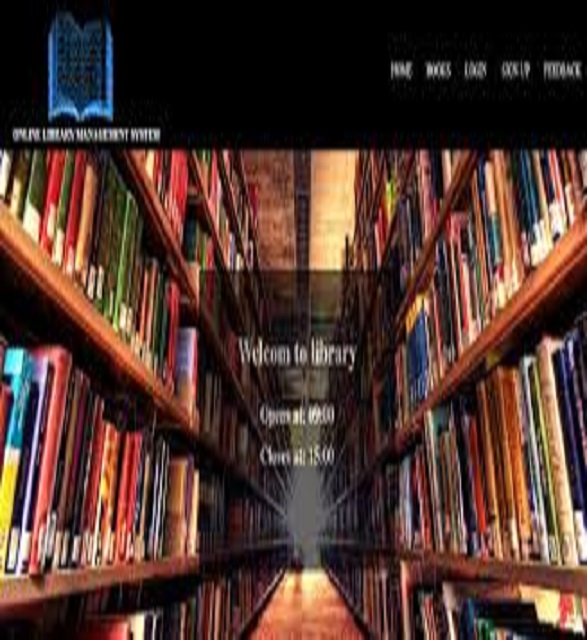 HOME BOOKS LOGIN SIGN UP FEEDBACK
ONLINE LIBRARY MANAGEMENT SYSTEM
Welcom to library
Opens at: 09:00
Closes at: 15:00